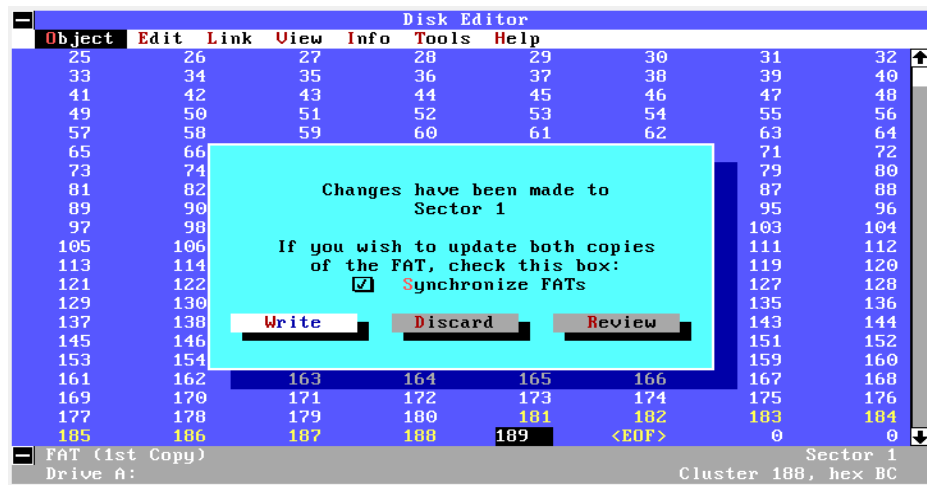 Disk Editor
Object Edit Link View Info Tools Help
25 26 27 28 29 30 31 32
33 34 35 36 37 38 39 40
41 42 43 44 45 46 47 48
49 50 51 52 53 54 55 56
57 58 59 60 61 62 63 64
65 66 71 72
73 74 79 80
81 82 Changes have been made to 87 88
89 90 Sector 1 95 96
97 98 103 104
105 106 If you wish to update both copies 111 112
113 114 of the FAT, check this box: 119 120
121 122 Synchronize FATs 127 128
129 130 135 136
137 138 Write Discard Review 143 144
145 146 151 152
153 154 159 160
161 162 163 164 165 166 167 168
169 170 171 172 173 174 175 176
177 178 179 180 181 182 183 184
185 186 187 188 189 <EOF> 0 0
FAT (1st Copy) Sector 1
Drive A: Cluster 188, hex BC